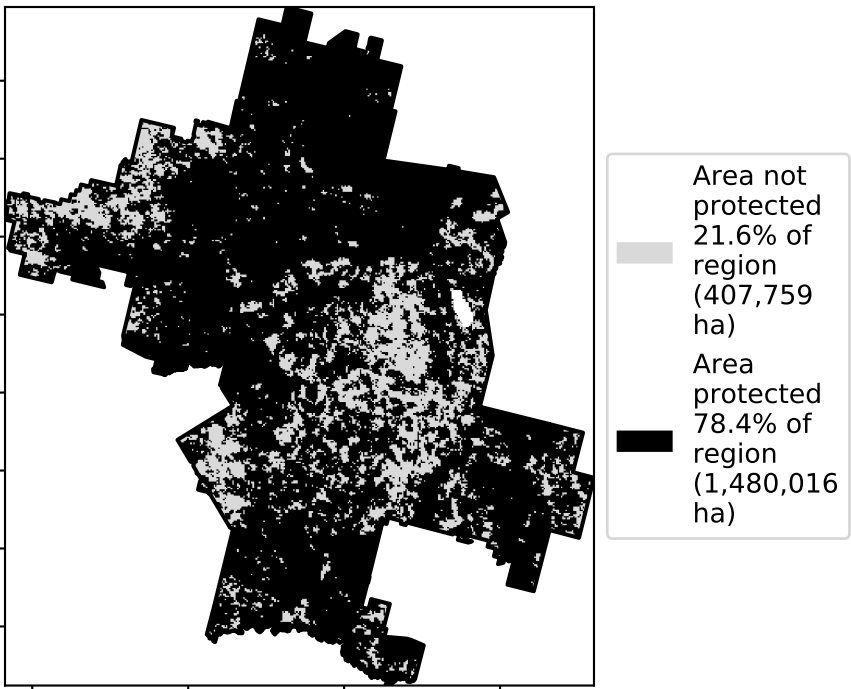 Area not
protected
21.6% of
region
(407,759
ha)
Area
protected
78.4% of
region
(1,480,016
ha)